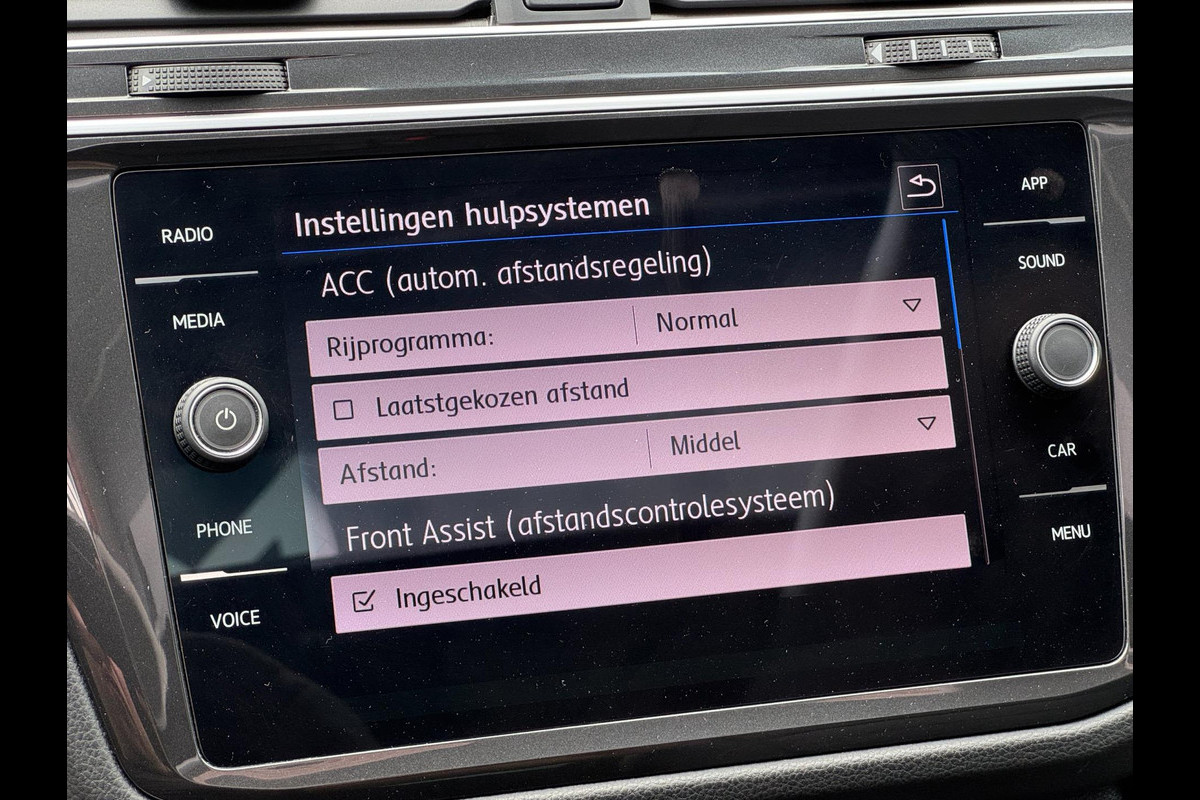 RADIO
MEDIA
PHONE
VOICE
Instellingen hulpsystemen
ACC (autom. afstandsregeling)
Rijprogramma: Normal
Laatstgekozen afstand
Afstand: Middel
Front Assist (afstandscontrolesysteem)
Ingeschakeld
APP
SOUND
CAR
MENU